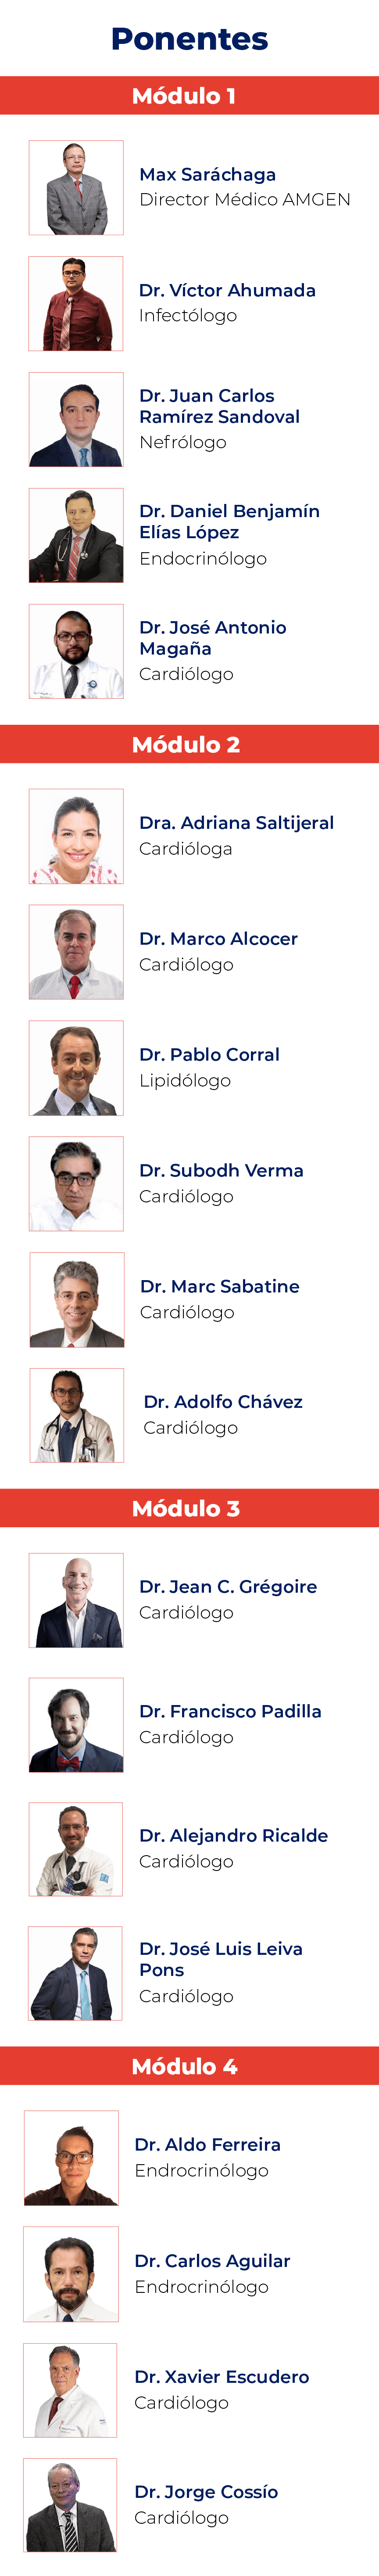 Ponentes
Módulo 1
Max Saráchaga
Director Médico AMGEN
Dr. Víctor Ahumada
Infectólogo
Dr. Juan Carlos
Ramírez Sandoval
Nefrólogo
Dr. Daniel Benjamín
Elías López
Endocrinólogo
Dr. José Antonio
Magaña
Cardiólogo
Módulo 2
Dra. Adriana Saltijeral
Cardióloga
Dr. Marco Alcocer
Cardiólogo
Dr. Pablo Corral
Lipidólogo
Dr. Subodh Verma
Cardiólogo
Dr. Marc Sabatine
Cardiólogo
Dr. Adolfo Chávez
Cardiólogo
Módulo 3
Dr. Jean C. Grégoire
Cardiólogo
Dr. Francisco Padilla
Cardiólogo
Dr. Alejandro Ricalde
Cardiólogo
Dr. José Luis Leiva
Pons
Cardiólogo
Módulo 4
Dr. Aldo Ferreira
Endrocrinólogo
Dr. Carlos Aguilar
Endrocrinólogo
Dr. Xavier Escudero
Cardiólogo
Dr. Jorge Cossío
Cardiólogo